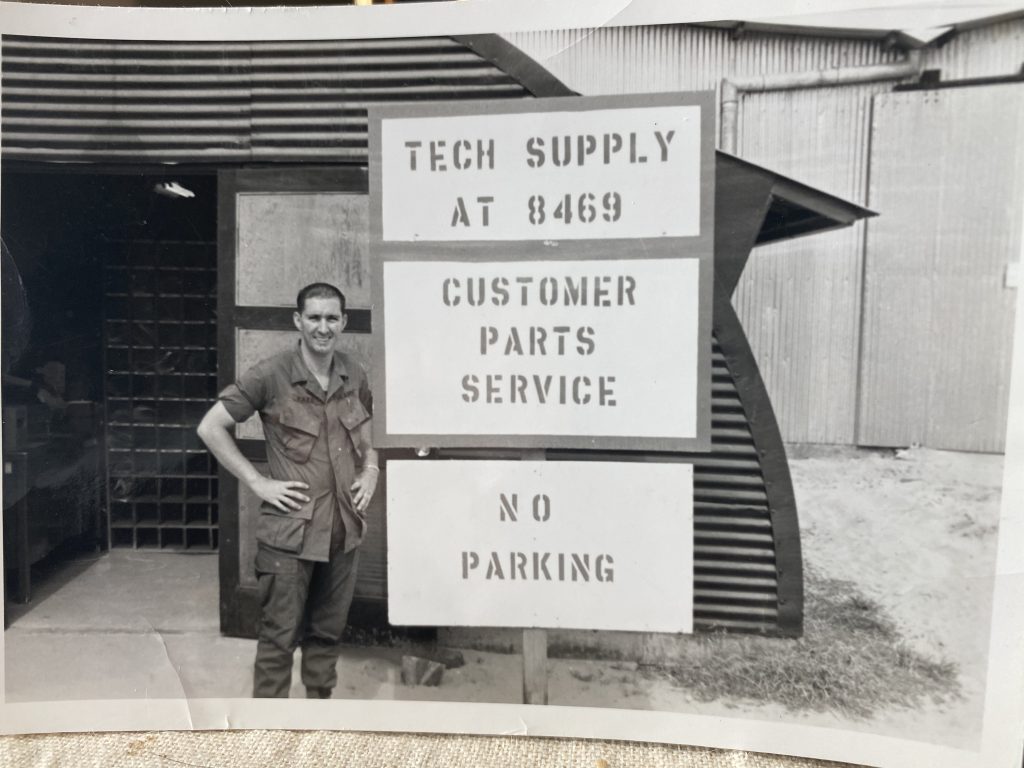 TECH SUPPLY
AT 8469
CUSTOMER
PARTS
SERVICE
NO
PARKING